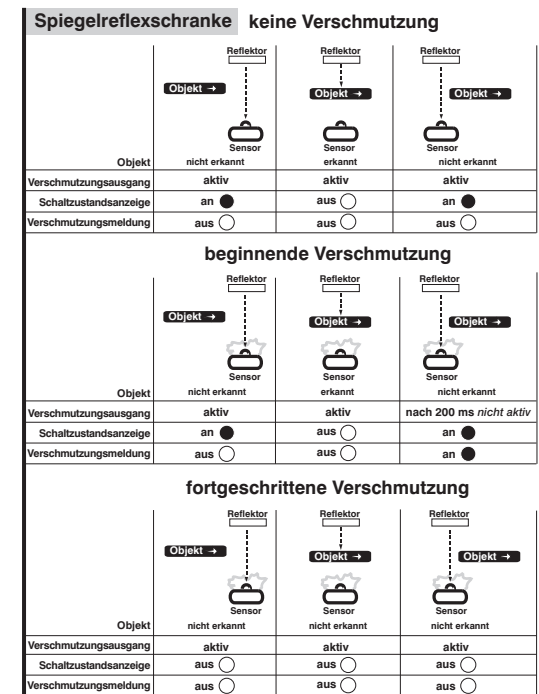 Spiegelreflexschranke keine Verschmutzung
Reflektor Reflektor Reflektor
Objekt → Objekt → Objekt →
Sensor Sensor Sensor
Objekt nicht erkannt erkannt nicht erkannt
Verschmutzungsausgang aktiv aktiv aktiv
Schaltzustandsanzeige an aus an
Verschmutzungsmeldung aus aus aus
beginnende Verschmutzung
Reflektor Reflektor Reflektor
Objekt → Objekt → Objekt →
Sensor Sensor Sensor
Objekt nicht erkannt erkannt nicht erkannt
Verschmutzungsausgang aktiv aktiv nach 200 ms nicht aktiv
Schaltzustandsanzeige an aus an
Verschmutzungsmeldung aus aus an
fortgeschrittene Verschmutzung
Reflektor Reflektor Reflektor
Objekt → Objekt → Objekt →
Sensor Sensor Sensor
Objekt nicht erkannt nicht erkannt nicht erkannt
Verschmutzungsausgang aktiv aktiv aktiv
Schaltzustandsanzeige aus aus aus
Verschmutzungsmeldung aus aus aus